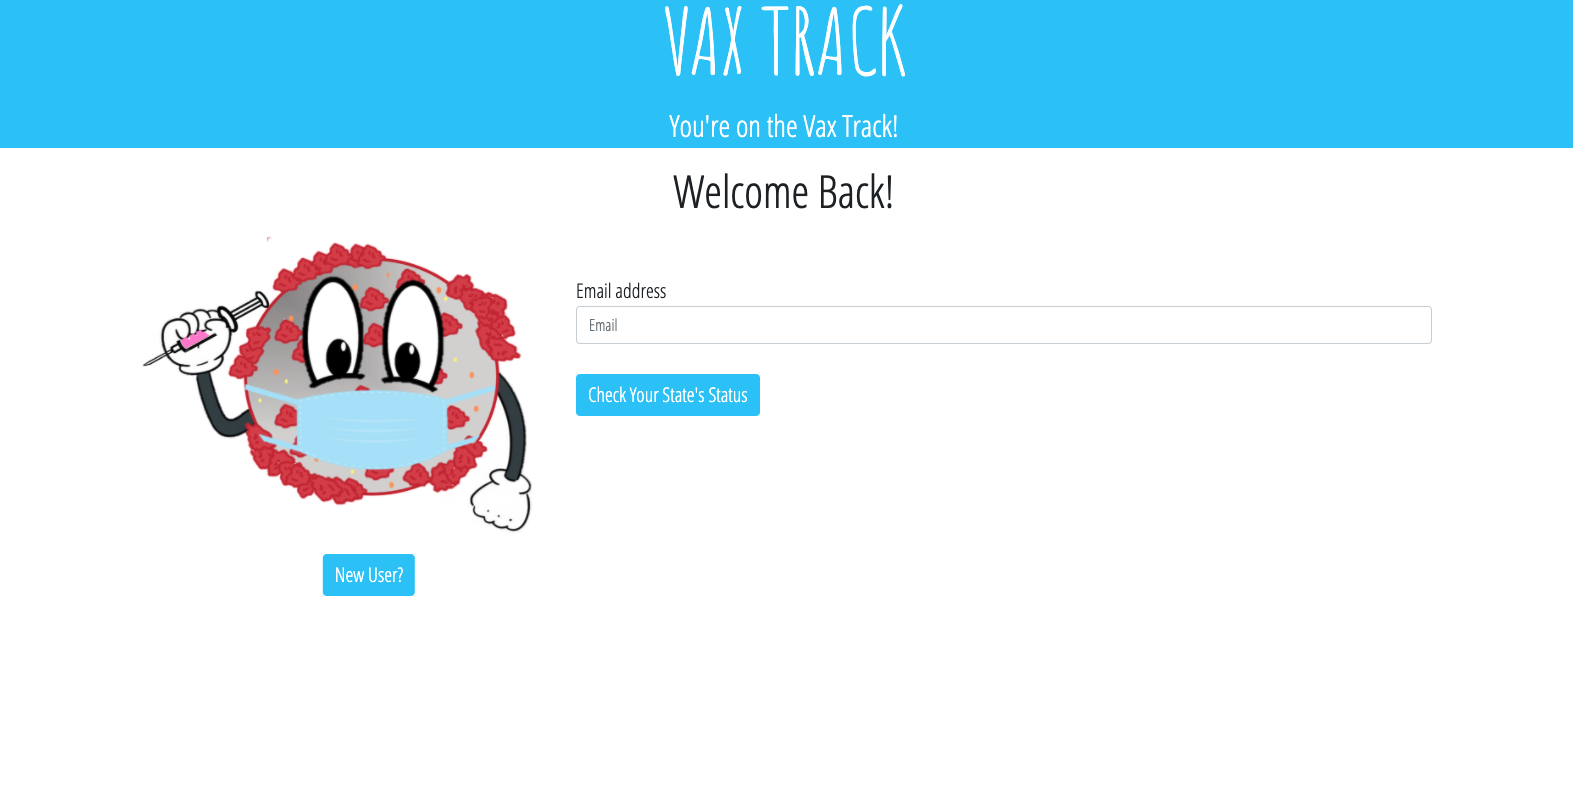 VAX TRACK
You're on the Vax Track!
Welcome Back!
Email address
Email
Check Your State's Status
New User?